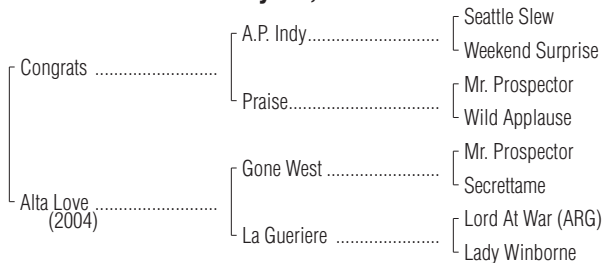 Seattle Slew
A.P. Indy
Weekend Surprise
Congrats
Mr. Prospector
Praise
Wild Applause
Mr. Prospector
Gone West
Secrettame
Alta Love
(2004)
Lord At War (ARG)
La Gueriere
Lady Winborne